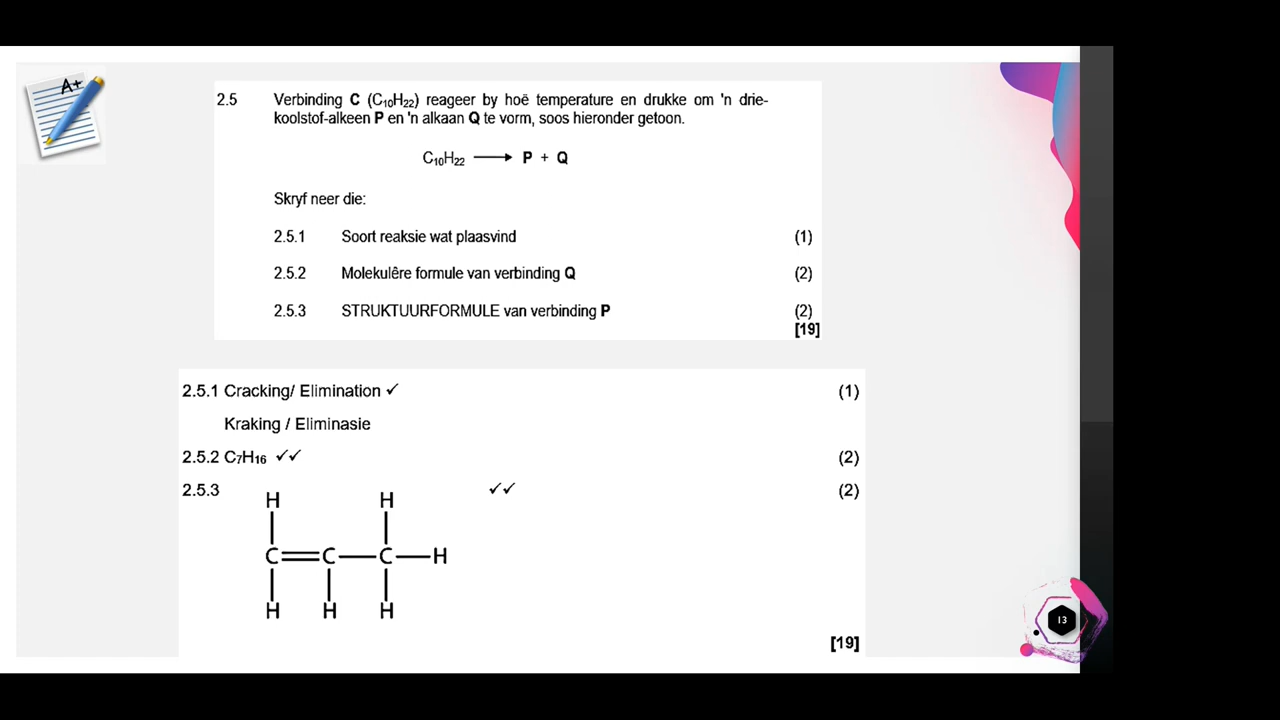 A+
2.5 Verbinding C (C₁₀H₂₂) reageer by hoë temperature en drukke om 'n drie-
koolstof-alkeen P en 'n alkaan Q te vorm, soos hieronder getoon.
C₁₀H₂₂ ⟶ P + Q
Skryf neer die:
2.5.1 Soort reaksie wat plaasvind (1)
2.5.2 Molekulêre formule van verbinding Q (2)
2.5.3 STRUKTUURFORMULE van verbinding P (2)
[19]
2.5.1 Cracking/ Elimination ✓ (1)
Kraking / Eliminasie
2.5.2 C₇H₁₆ ✓✓ (2)
2.5.3 ✓✓ (2)
H H
C=C—C—H
H H H
13
[19]